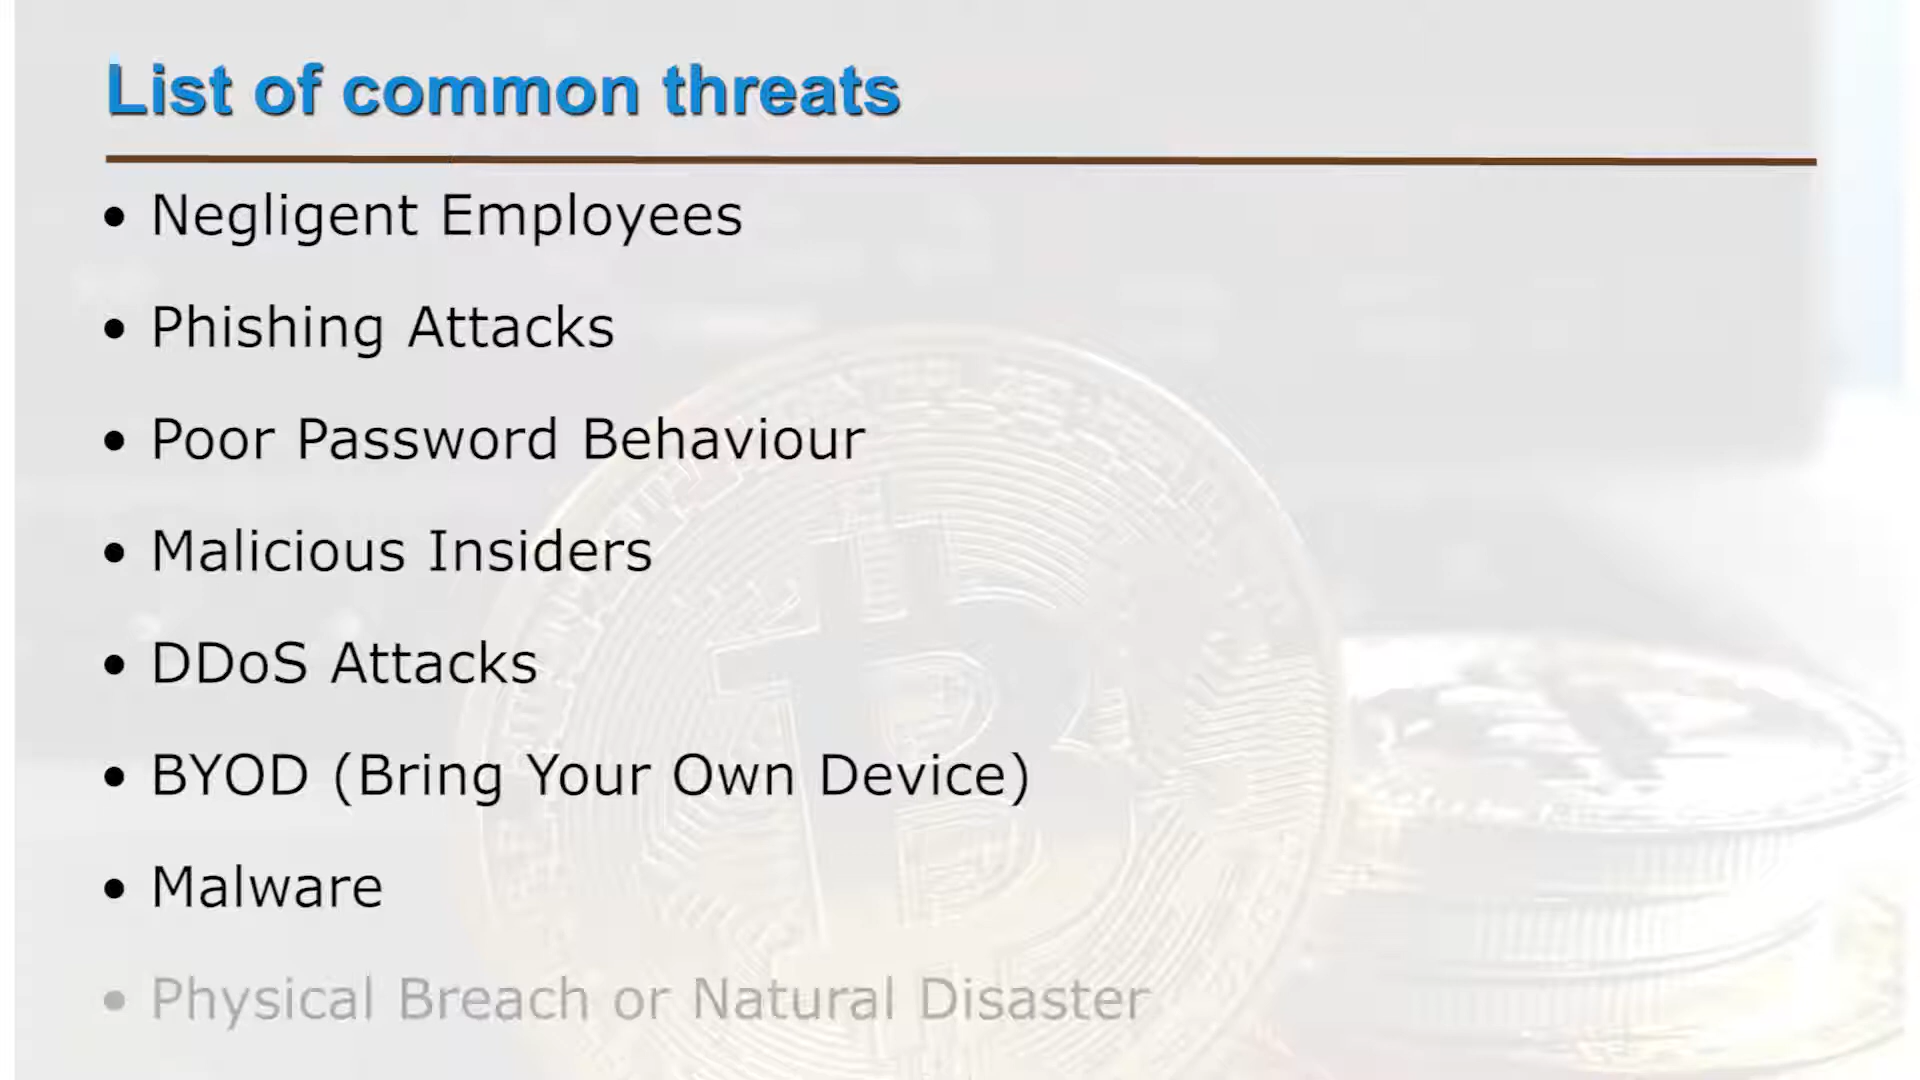 List of common threats
• Negligent Employees
• Phishing Attacks
• Poor Password Behaviour
• Malicious Insiders
• DDoS Attacks
• BYOD (Bring Your Own Device)
• Malware
• Physical Breach or Natural Disaster